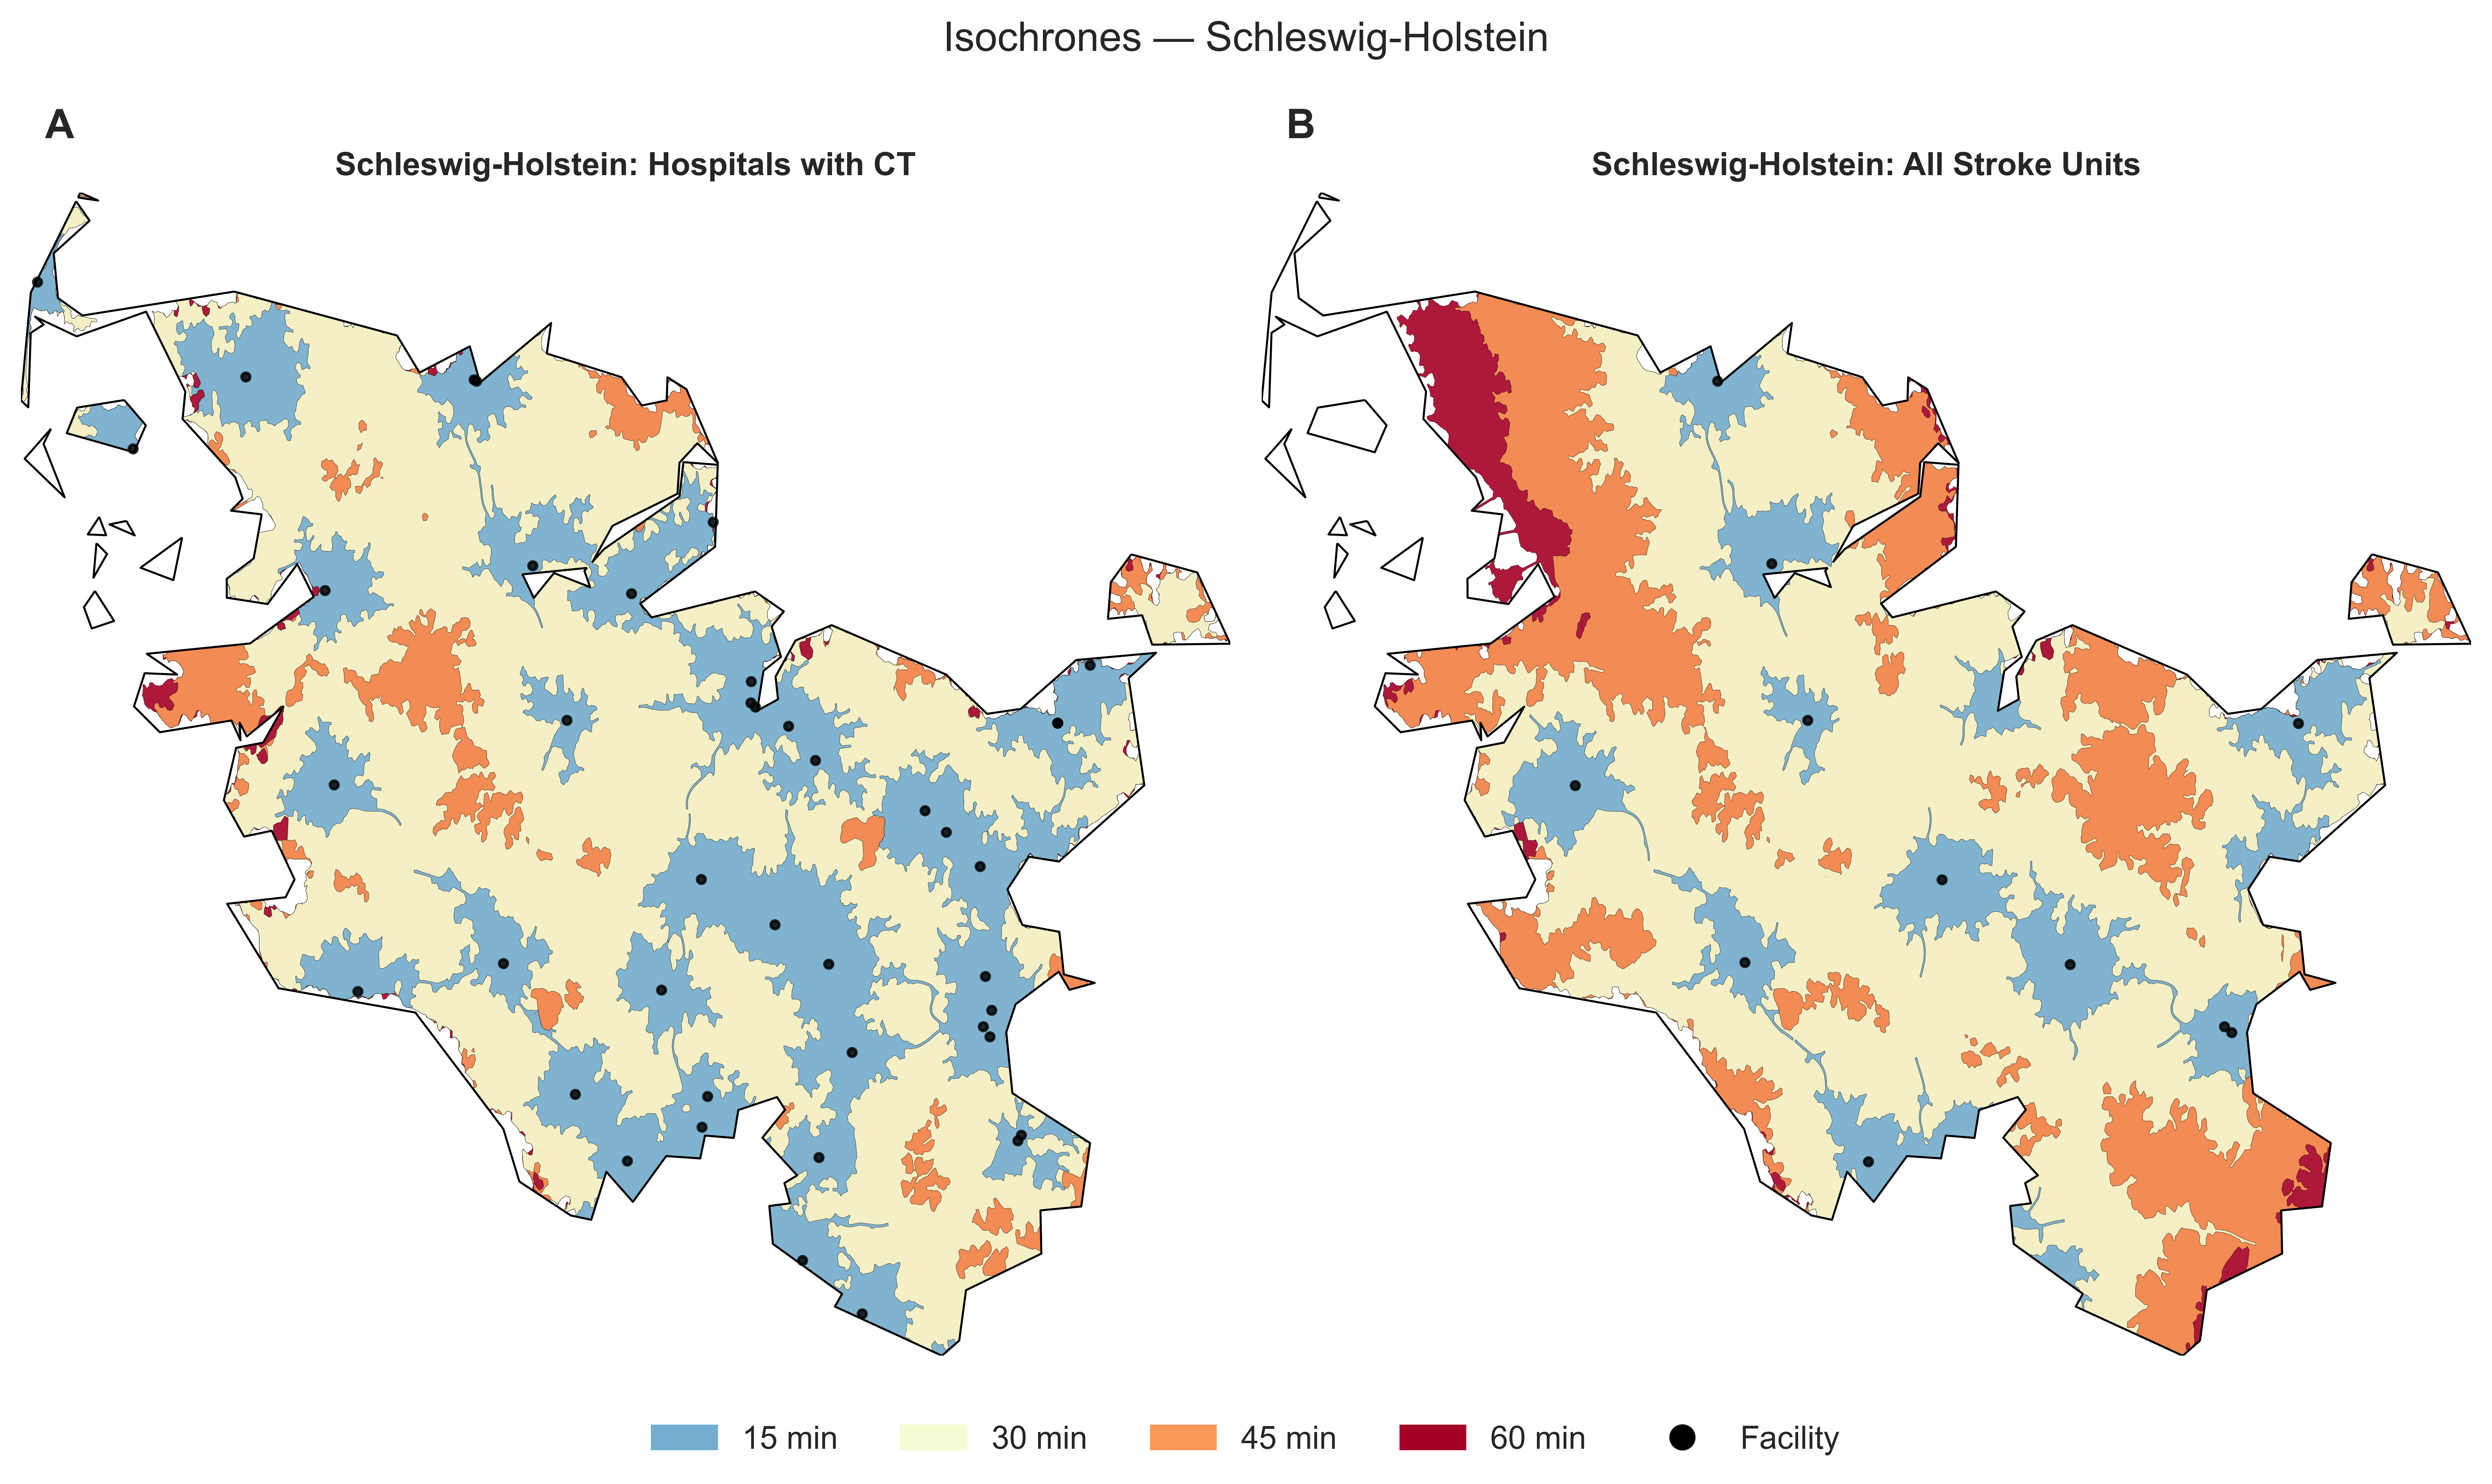 Isochrones — Schleswig-Holstein
A
B
Schleswig-Holstein: Hospitals with CT
Schleswig-Holstein: All Stroke Units
15 min
30 min
45 min
60 min
Facility